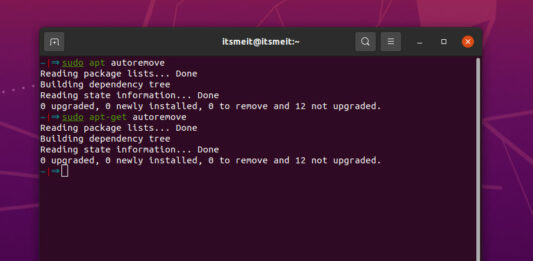 itsmeit@itsmeit:~
~|⇒ sudo apt autoremove
Reading package lists... Done
Building dependency tree
Reading state information... Done
0 upgraded, 0 newly installed, 0 to remove and 12 not upgraded.
~|⇒ sudo apt-get autoremove
Reading package lists... Done
Building dependency tree
Reading state information... Done
0 upgraded, 0 newly installed, 0 to remove and 12 not upgraded.
~|⇒